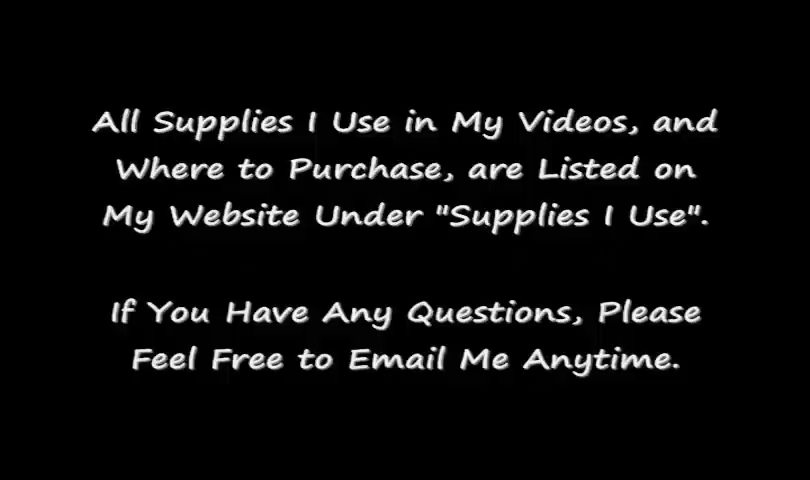 All Supplies I Use in My Videos, and
Where to Purchase, are Listed on
My Website Under "Supplies I Use".
If You Have Any Questions, Please
Feel Free to Email Me Anytime.